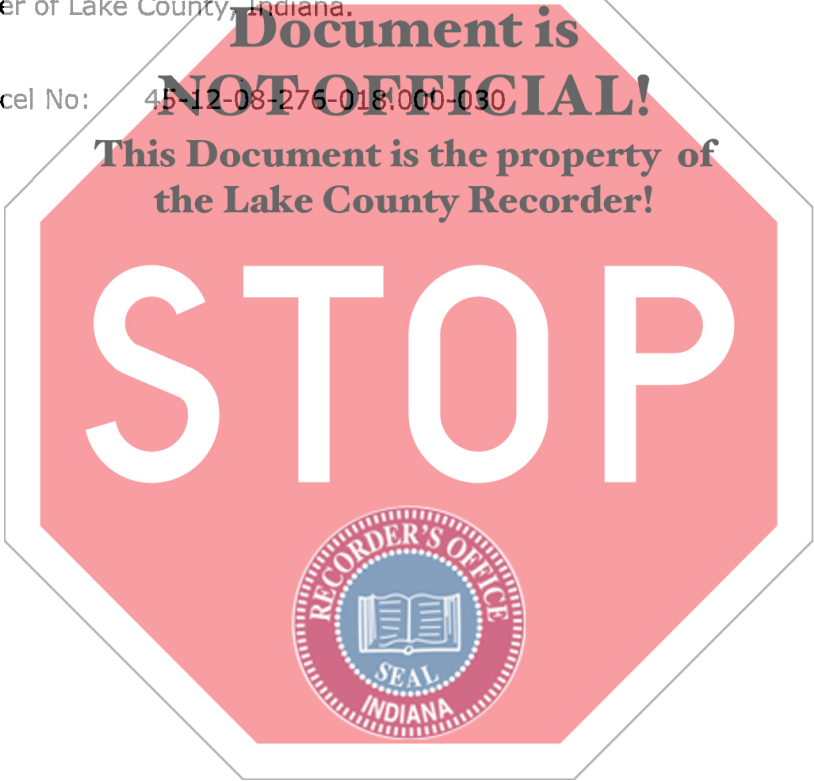 er of Lake County, Indiana.
Document is
cel No: 45-12-08-276-018.000-030
NOT OFFICIAL!
This Document is the property of
the Lake County Recorder!
STOP
RECORDER'S OFFICE
SEAL
INDIANA